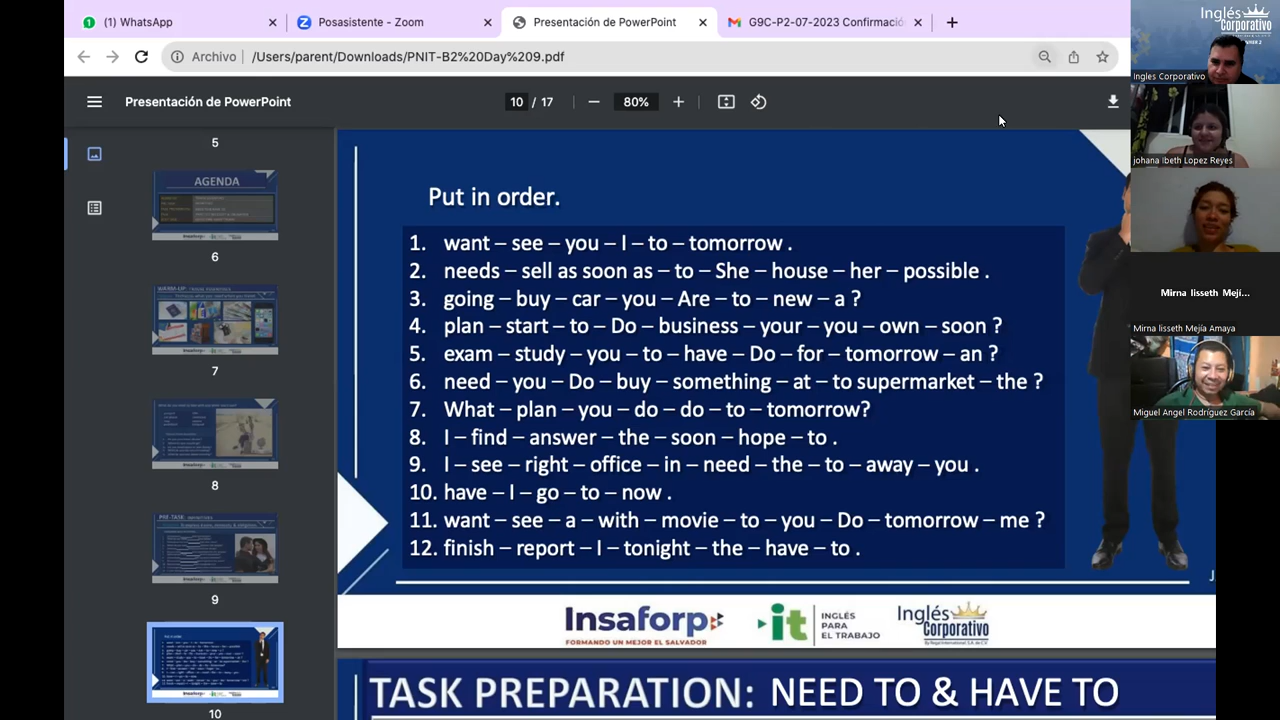 (1) WhatsApp
Posasistente - Zoom
Presentación de PowerPoint
G9C-P2-07-2023 Confirmació
Archivo
/Users/parent/Downloads/PNIT-B2%20Day%209.pdf
Presentación de PowerPoint
10 / 17
80%
5
AGENDA
6
7
8
9
10
Put in order.
1. want – see – you – I – to – tomorrow .
2. needs – sell as soon as – to – She – house – her – possible .
3. going – buy – car – you – Are – to – new – a ?
4. plan – start – to – Do – business – your – you – own – soon ?
5. exam – study – you – to – have – Do – for – tomorrow – an ?
6. need – you – Do – buy – something – at – to supermarket – the ?
7. What – plan – you – do – do – to – tomorrow?
8. I – find – answer – the – soon – hope – to .
9. I – see – right – office – in – need – the – to – away – you .
10. have – I – go – to – now .
11. want – see – a – with – movie – to – you – Do – tomorrow – me ?
12. finish – report – I – a right – the – have – to .
J
Insaforp
FORMANDO UN MEJOR EL SALVADOR
it
INGLÉS
PARA
EL TRABAJO
Inglés
Corporativo
TASK PREPARATION: NEED TO & HAVE TO
Inglés
Corporativo
Ingles Corporativo
johana Ibeth Lopez Reyes
Mirna lisseth Mejí...
Mirna lisseth Mejía Amaya
Miguel Angel Rodríguez García